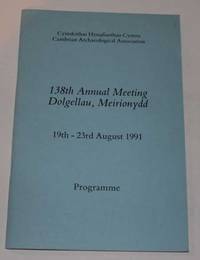 Cymdeithas Hynafiaethau Cymru
Cambrian Archaeological Association
138th Annual Meeting
Dolgellau, Meirionydd
19th - 23rd August 1991
Programme